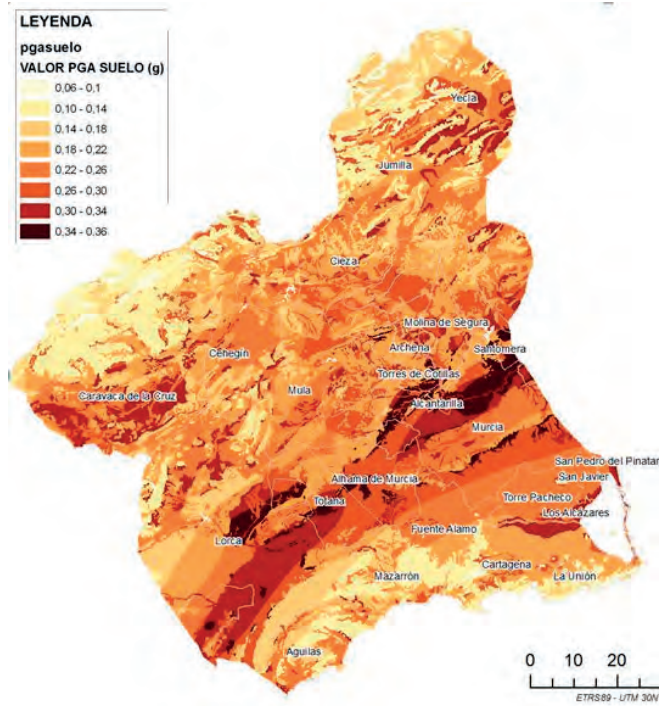 LEYENDA
pgasuelo
VALOR PGA SUELO (g)
0,06 - 0,1
0,10 - 0,14
0,14 - 0,18
0,18 - 0,22
0,22 - 0,26
0,26 - 0,30
0,30 - 0,34
0,34 - 0,36
Yecla
Jumilla
Cieza
Molina de Segura
Archena
Santomera
Cehegín
Torres de Cotillas
Caravaca de la Cruz
Mula
Alcantarilla
Murcia
San Pedro del Pinatar
San Javier
Alhama de Murcia
Totana
Torre Pacheco
Los Alcázares
Fuente Alamo
Lorca
Cartagena
Mazarrón
La Unión
Aguilas
0 10 20
ETRS89 - UTM 30N